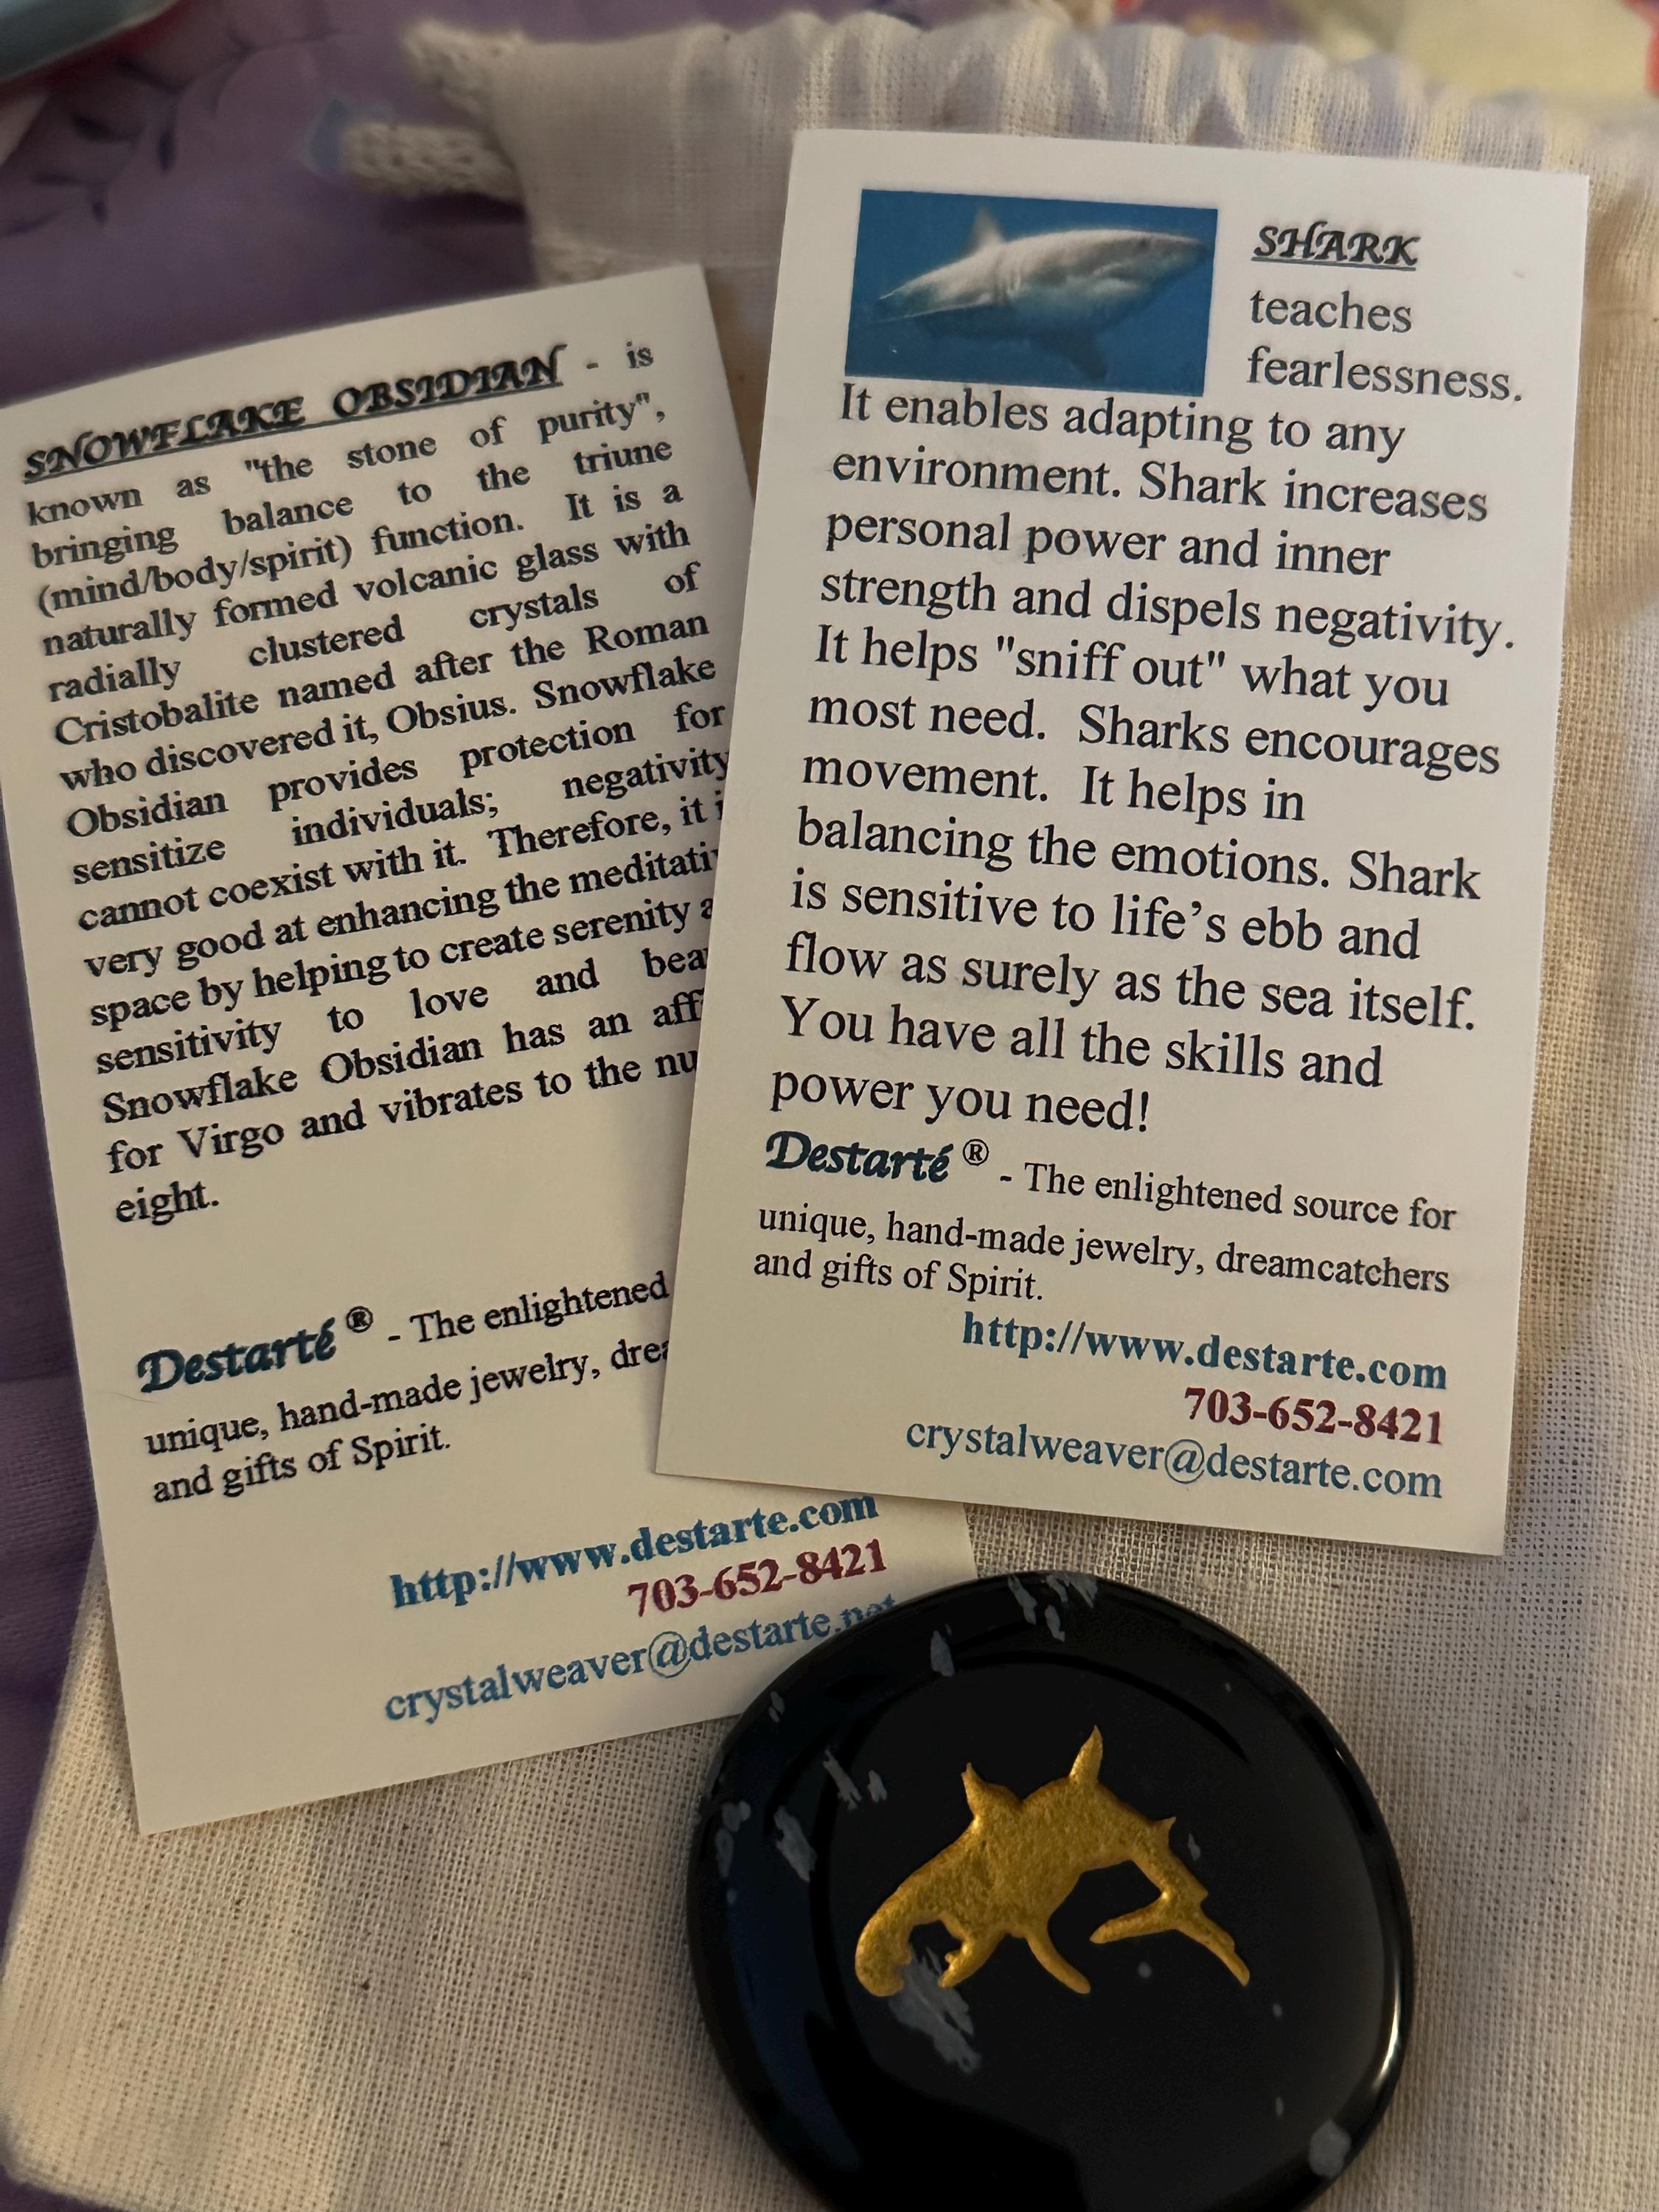 SNOWFLAKE OBSIDIAN - is
known as "the stone of purity",
bringing balance to the triune
(mind/body/spirit) function. It is a
naturally formed volcanic glass with
radially clustered crystals of
Cristobalite named after the Roman
who discovered it, Obsius. Snowflake
Obsidian provides protection for
sensitize individuals; negativity
cannot coexist with it. Therefore, it
very good at enhancing the
space by helping to create serenity
sensitivity to love and
Snowflake Obsidian has an
for Virgo and vibrates to the
eight.
Destarté ® - The enlightened
unique, hand-made jewelry,
and gifts of Spirit.
http://www.destarte.com
703-652-8421
crystalweaver@destarte.net
SHARK
teaches
fearlessness.
It enables adapting to any
environment. Shark increases
personal power and inner
strength and dispels negativity.
It helps "sniff out" what you
most need. Sharks encourages
movement. It helps in
balancing the emotions. Shark
is sensitive to life’s ebb and
flow as surely as the sea itself.
You have all the skills and
power you need!
Destarté ® - The enlightened source for
unique, hand-made jewelry, dreamcatchers
and gifts of Spirit.
http://www.destarte.com
703-652-8421
crystalweaver@destarte.com